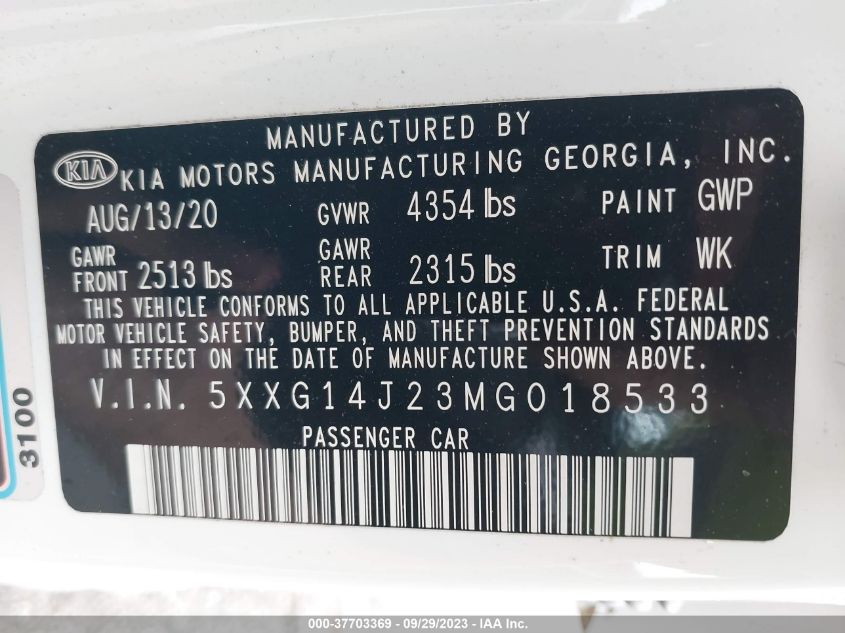 MANUFACTURED BY
KIA KIA MOTORS MANUFACTURING GEORGIA, INC.
AUG/13/20 GVWR 4354 lbs PAINT GWP
GAWR FRONT 2513 lbs GAWR REAR 2315 lbs TRIM WK
THIS VEHICLE CONFORMS TO ALL APPLICABLE U.S.A. FEDERAL
MOTOR VEHICLE SAFETY, BUMPER, AND THEFT PREVENTION STANDARDS
IN EFFECT ON THE DATE OF MANUFACTURE SHOWN ABOVE.
V.I.N. 5XXG14J23MG018533
PASSENGER CAR
3100
000-37703369 - 09/29/2023 - IAA Inc.